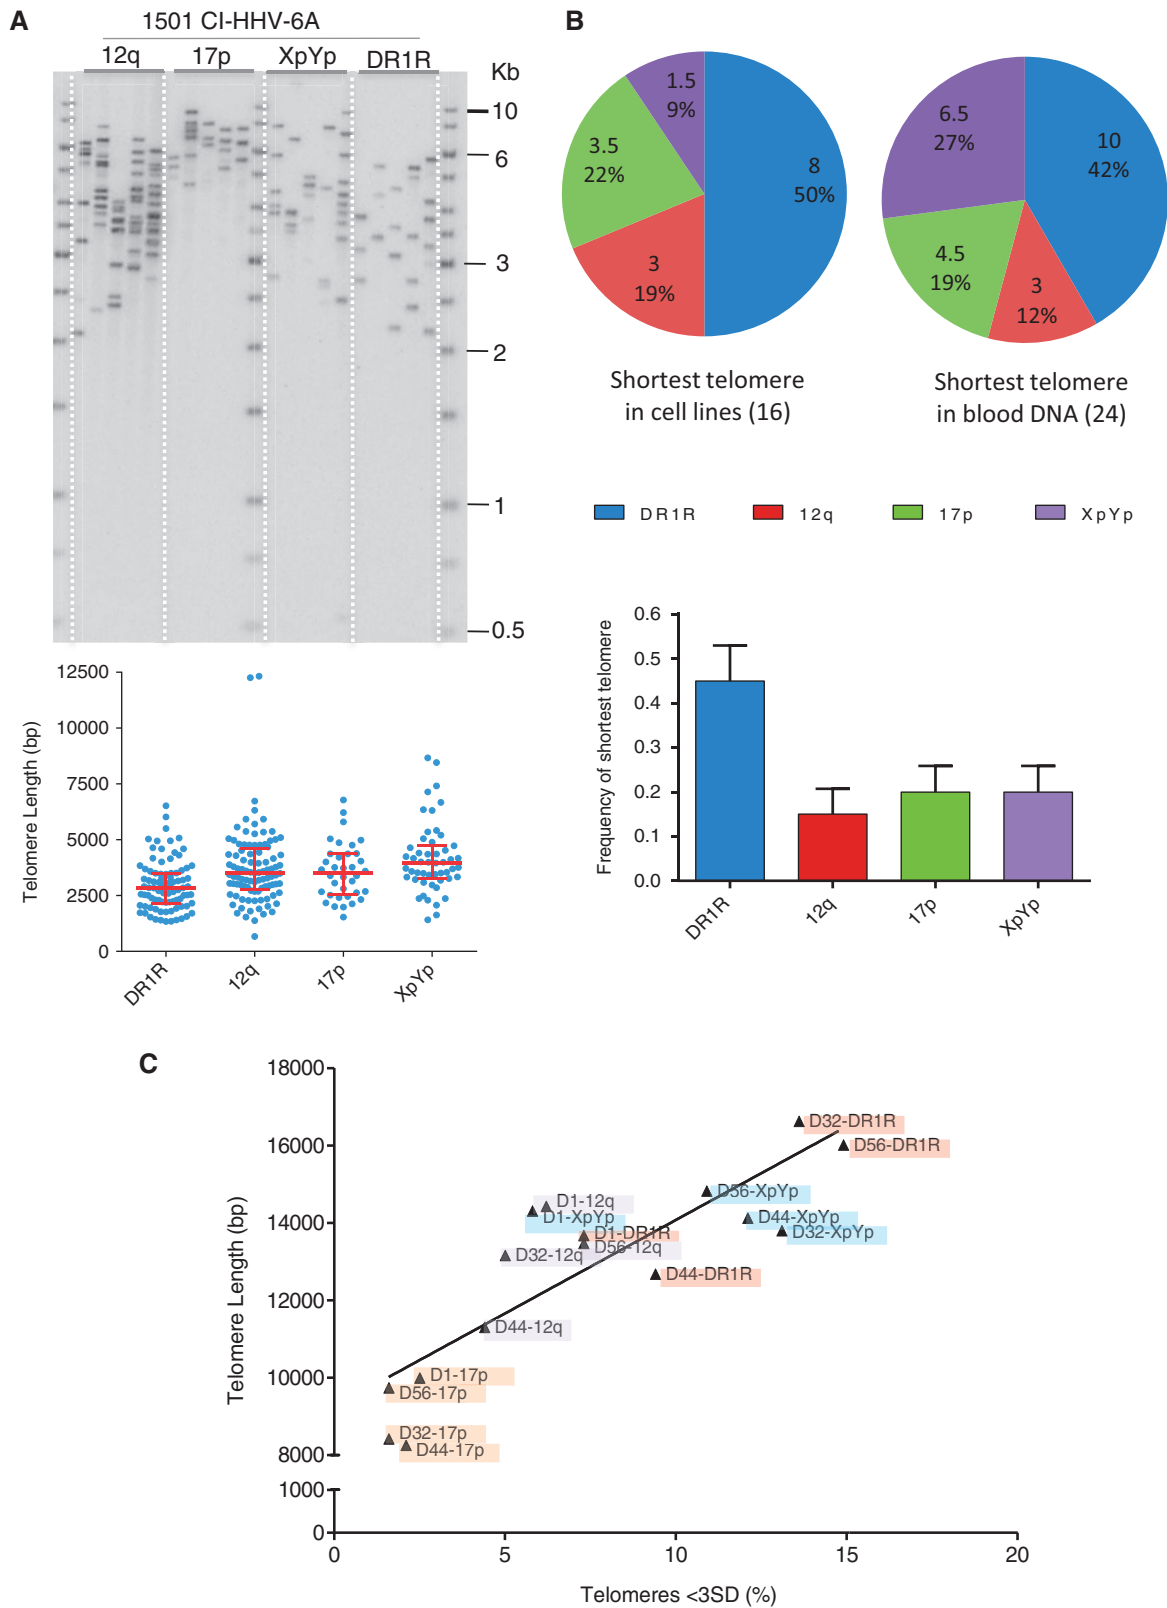 A
1501 CI-HHV-6A
12q 17p XpYp DR1R
Kb
10
6
3
2
1
0.5
Telomere Length (bp)
12500
10000
7500
5000
2500
0
DR1R 12q 17p XpYp
B
1.5
9%
3.5
22%
3
19%
8
50%
Shortest telomere
in cell lines (16)
6.5
27%
10
42%
4.5
19%
3
12%
Shortest telomere
in blood DNA (24)
DR1R 12q 17p XpYp
Frequency of shortest telomere
0.6
0.5
0.4
0.3
0.2
0.1
0.0
DR1R 12q 17p XpYp
C
Telomere Length (bp)
18000
16000
14000
12000
10000
8000
1000
0
D32-DR1R
D56-DR1R
D56-XpYp
D1-12q
D1-XpYp
D44-XpYp
D32-XpYp
D1-DR1R
D56-12q
D32-12q
D44-DR1R
D44-12q
D1-17p
D56-17p
D32-17p
D44-17p
0 5 10 15 20
Telomeres <3SD (%)